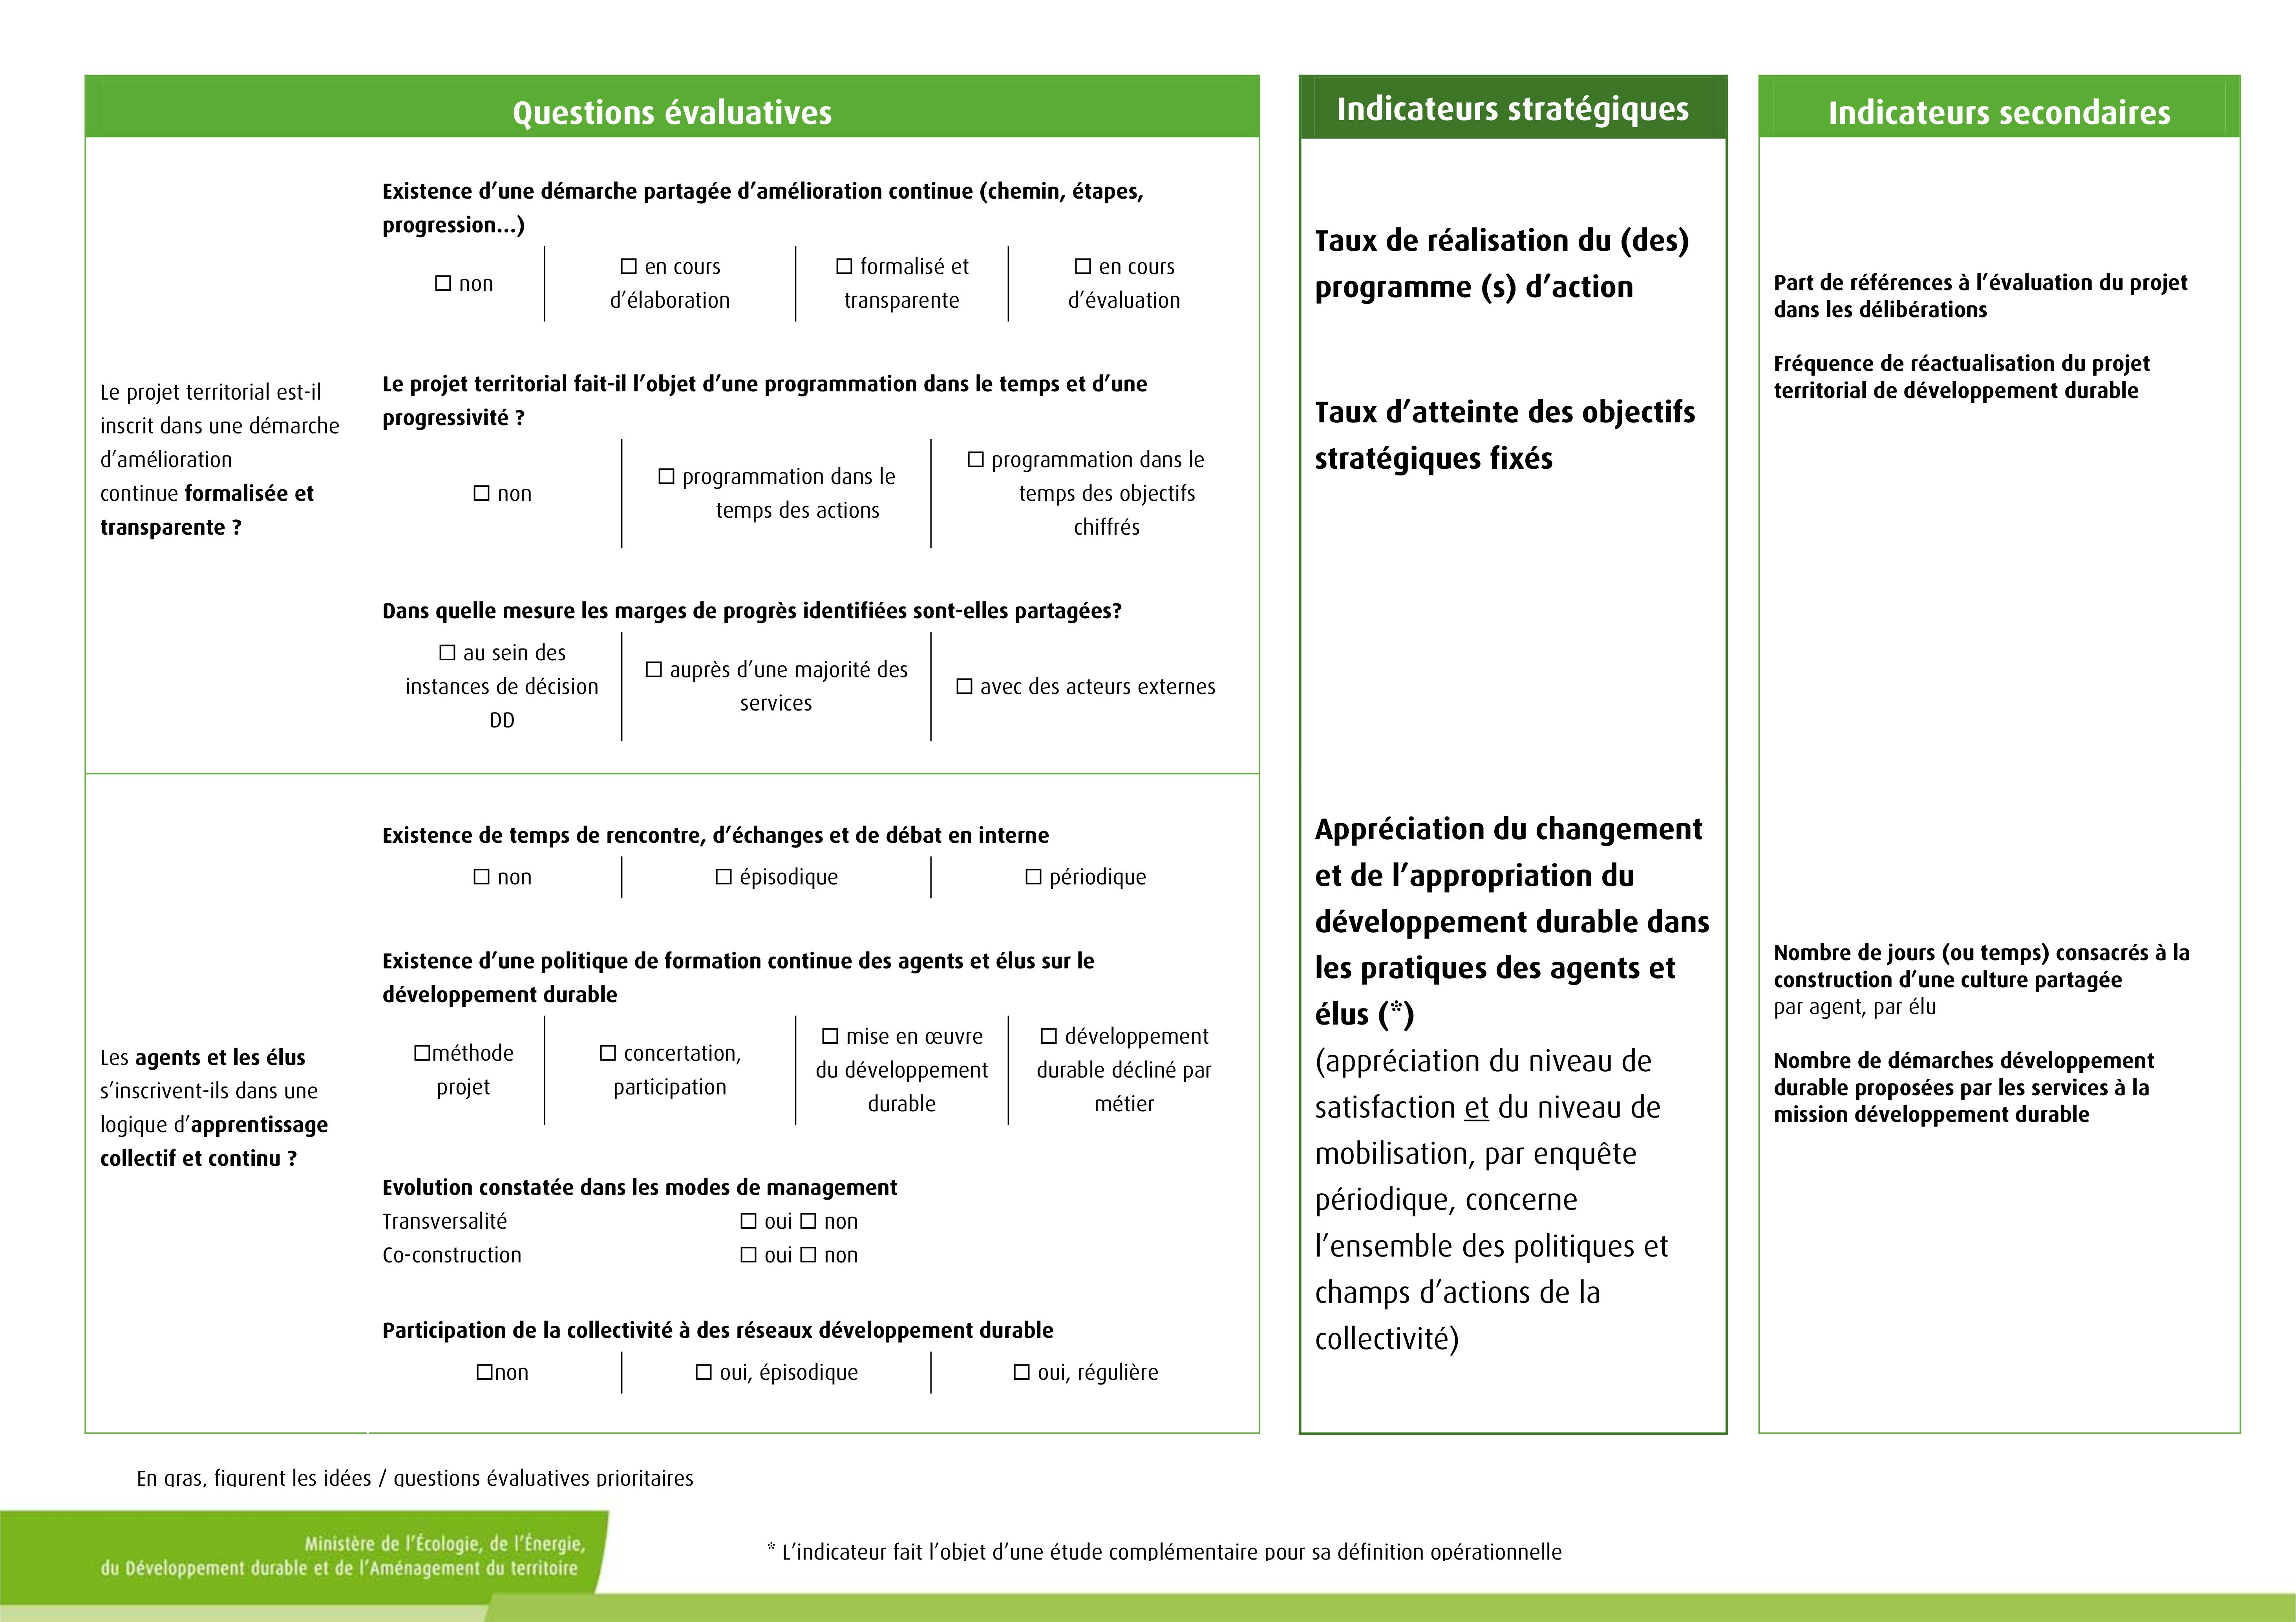 Questions évaluatives
Le projet territorial est-il
inscrit dans une démarche
d’amélioration
continue formalisée et
transparente ?
Existence d’une démarche partagée d’amélioration continue (chemin, étapes,
progression…)
☐ non
☐ en cours
d’élaboration
☐ formalisé et
transparente
☐ en cours
d’évaluation
Le projet territorial fait-il l’objet d’une programmation dans le temps et d’une
progressivité ?
☐ non
☐ programmation dans le
temps des actions
☐ programmation dans le
temps des objectifs
chiffrés
Dans quelle mesure les marges de progrès identifiées sont-elles partagées?
☐ au sein des
instances de décision
DD
☐ auprès d’une majorité des
services
☐ avec des acteurs externes
Les agents et les élus
s’inscrivent-ils dans une
logique d’apprentissage
collectif et continu ?
Existence de temps de rencontre, d’échanges et de débat en interne
☐ non
☐ épisodique
☐ périodique
Existence d’une politique de formation continue des agents et élus sur le
développement durable
☐méthode
projet
☐ concertation,
participation
☐ mise en œuvre
du développement
durable
☐ développement
durable décliné par
métier
Evolution constatée dans les modes de management
Transversalité ☐ oui ☐ non
Co-construction ☐ oui ☐ non
Participation de la collectivité à des réseaux développement durable
☐non
☐ oui, épisodique
☐ oui, régulière
Indicateurs stratégiques
Taux de réalisation du (des)
programme (s) d’action
Taux d’atteinte des objectifs
stratégiques fixés
Appréciation du changement
et de l’appropriation du
développement durable dans
les pratiques des agents et
élus (*)
(appréciation du niveau de
satisfaction et du niveau de
mobilisation, par enquête
périodique, concerne
l’ensemble des politiques et
champs d’actions de la
collectivité)
Indicateurs secondaires
Part de références à l’évaluation du projet
dans les délibérations
Fréquence de réactualisation du projet
territorial de développement durable
Nombre de jours (ou temps) consacrés à la
construction d’une culture partagée
par agent, par élu
Nombre de démarches développement
durable proposées par les services à la
mission développement durable
En gras, figurent les idées / questions évaluatives prioritaires
Ministère de l’Écologie, de l’Énergie,
du Développement durable et de l’Aménagement du territoire
* L’indicateur fait l’objet d’une étude complémentaire pour sa définition opérationnelle